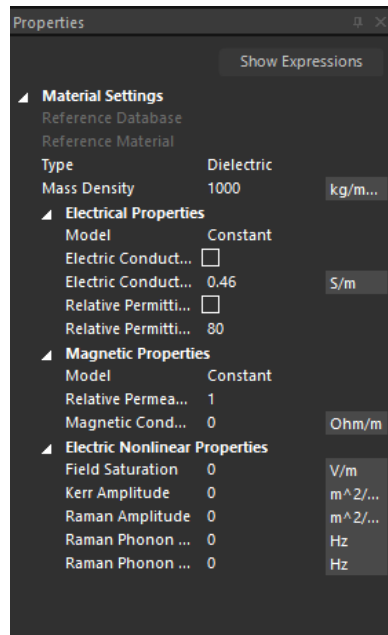 Properties
Show Expressions
Material Settings
Reference Database
Reference Material
Type Dielectric
Mass Density 1000 kg/m...
Electrical Properties
Model Constant
Electric Conduct...
Electric Conduct... 0.46 S/m
Relative Permitti...
Relative Permitti... 80
Magnetic Properties
Model Constant
Relative Permea... 1
Magnetic Cond... 0 Ohm/m
Electric Nonlinear Properties
Field Saturation 0 V/m
Kerr Amplitude 0 m^2/...
Raman Amplitude 0 m^2/...
Raman Phonon ... 0 Hz
Raman Phonon ... 0 Hz